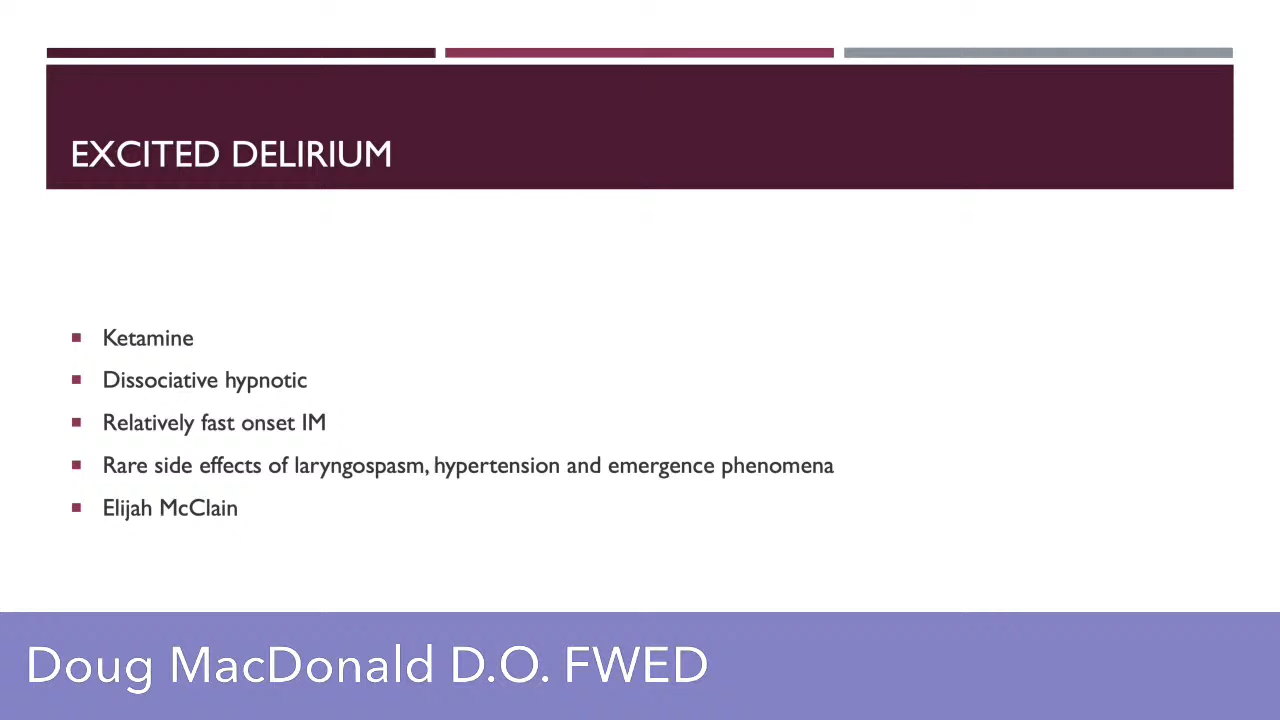 EXCITED DELIRIUM
Ketamine
Dissociative hypnotic
Relatively fast onset IM
Rare side effects of laryngospasm, hypertension and emergence phenomena
Elijah McClain
Doug MacDonald D.O. FWED